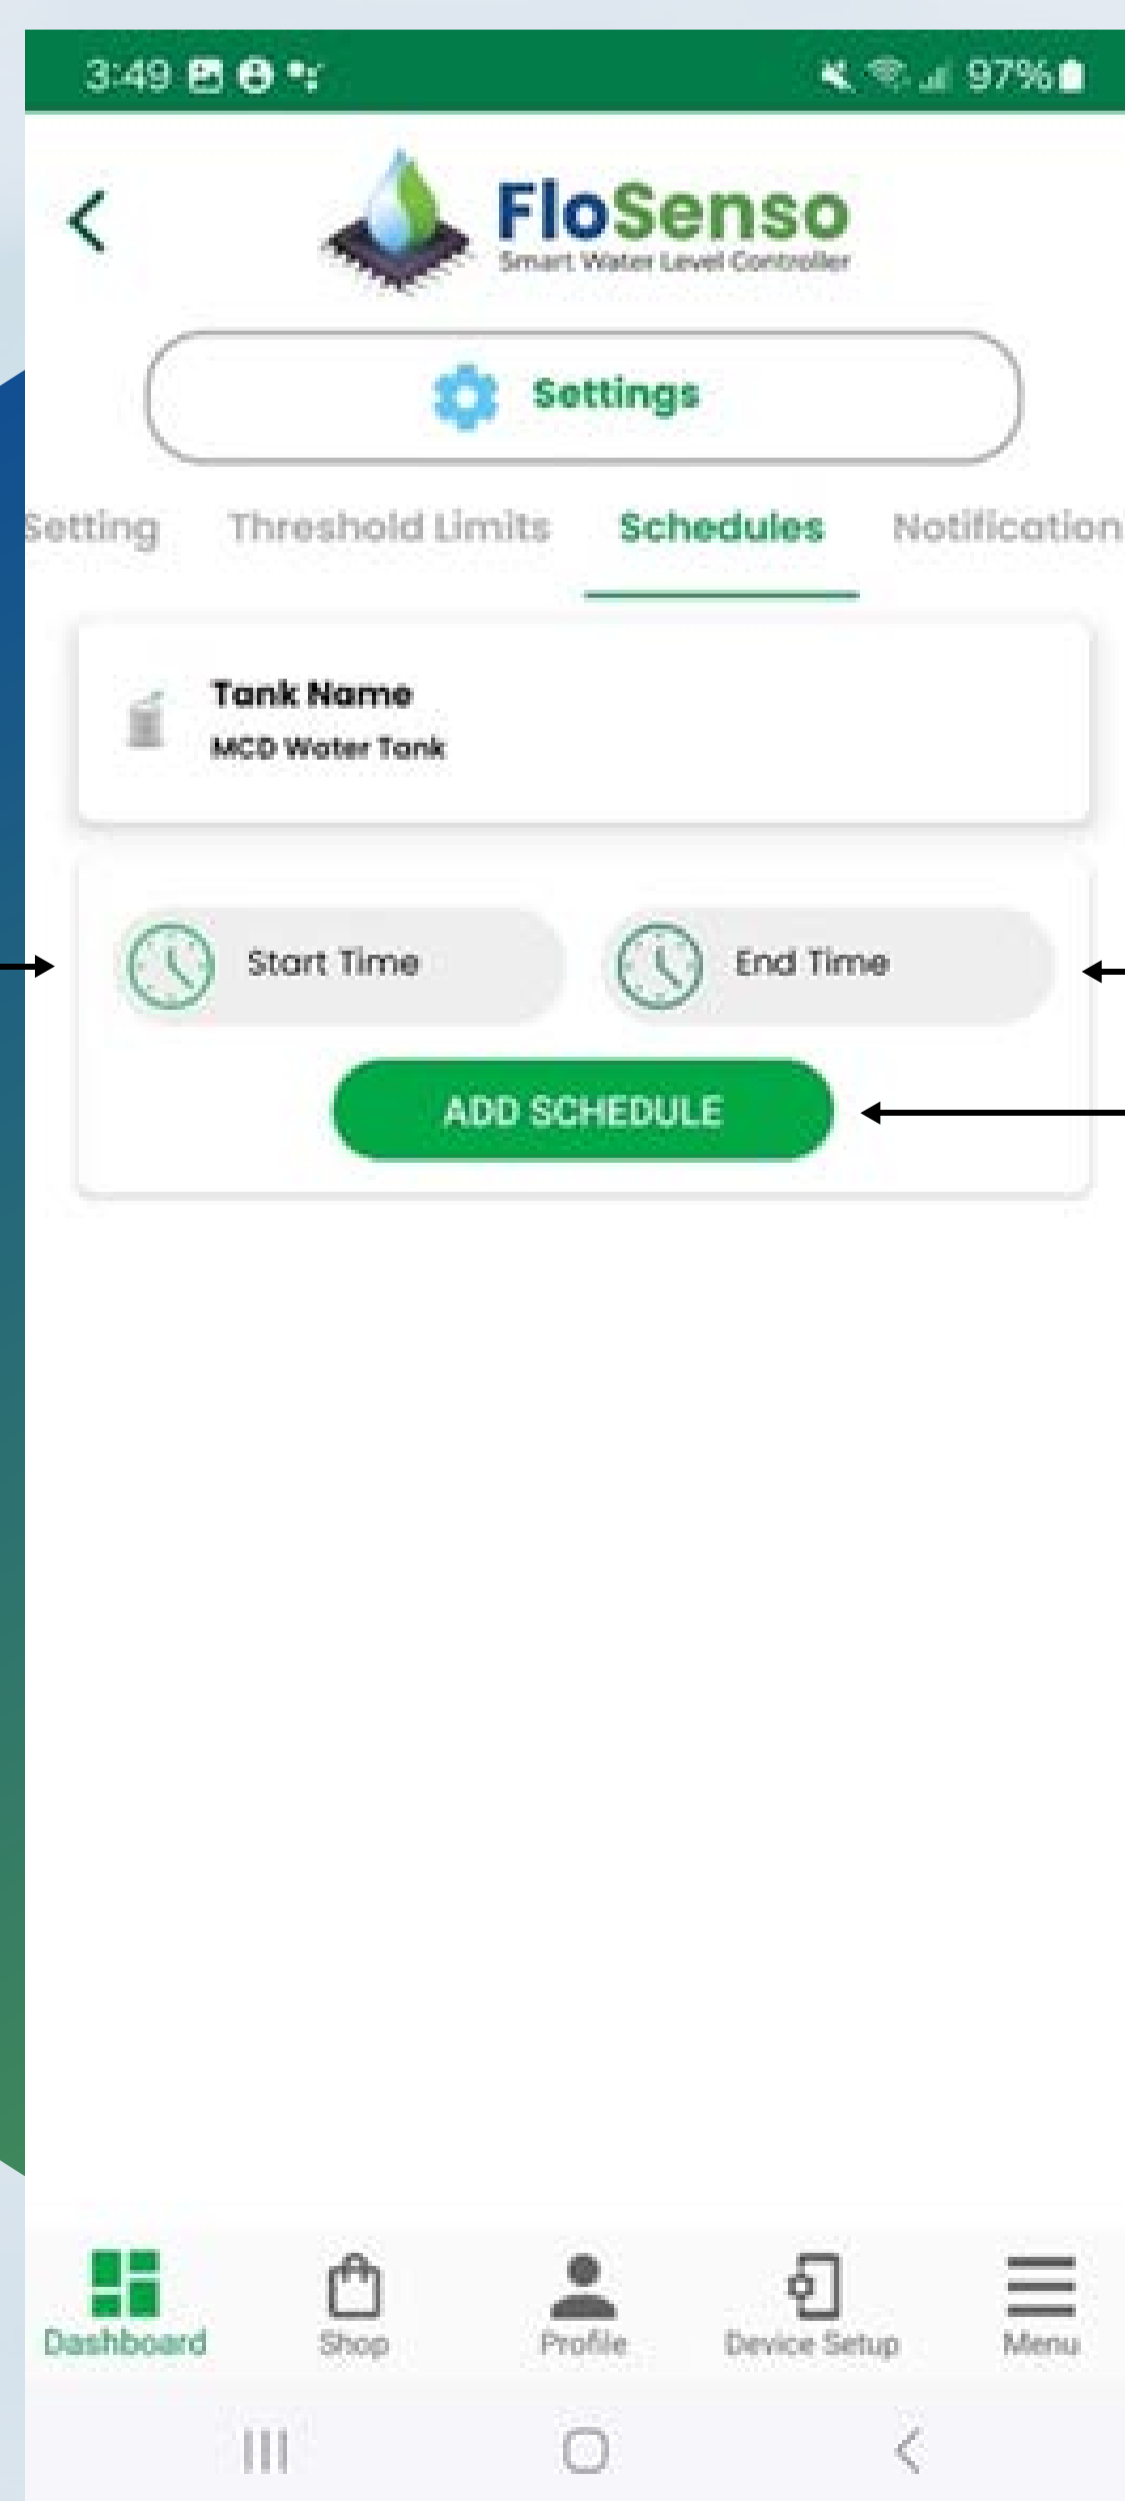 3:49 97%
FloSenso
Smart Water Level Controller
Settings
Setting Threshold Limits Schedules Notification
Tank Name
MCD Water Tank
Start Time End Time
ADD SCHEDULE
Dashboard Shop Profile Device Setup Menu